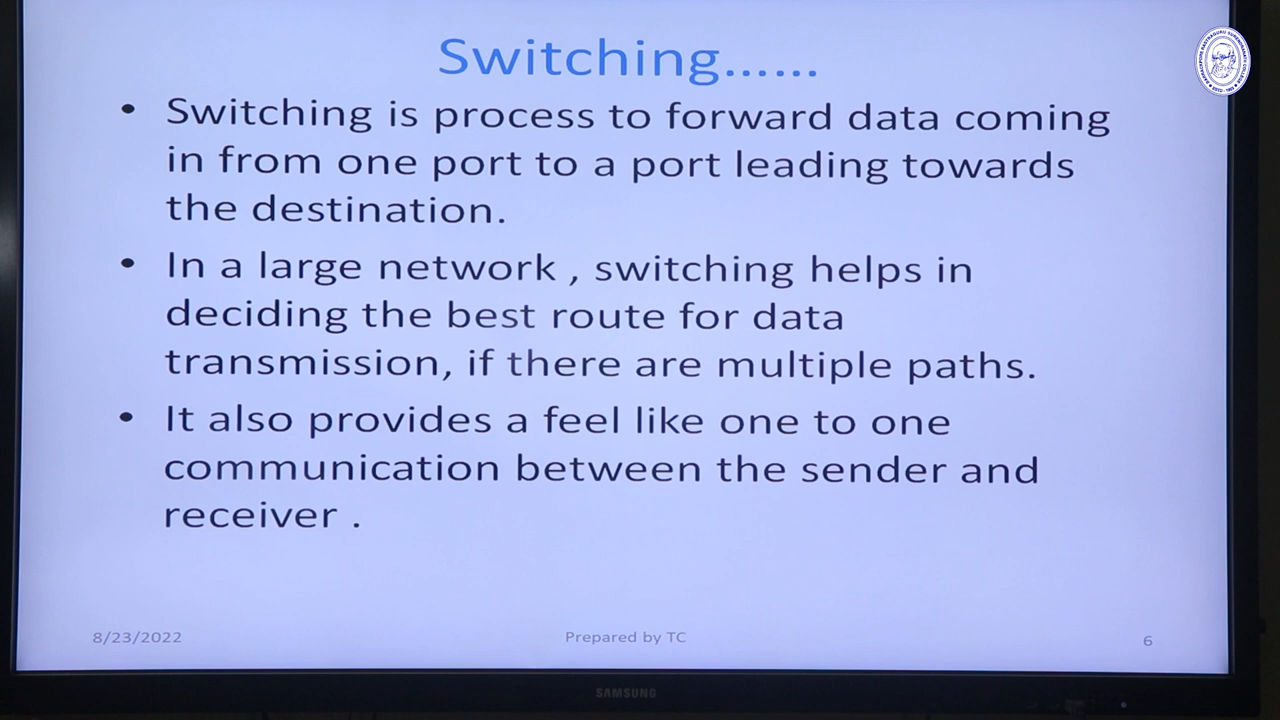 Switching......
• Switching is process to forward data coming
in from one port to a port leading towards
the destination.
• In a large network , switching helps in
deciding the best route for data
transmission, if there are multiple paths.
• It also provides a feel like one to one
communication between the sender and
receiver .
8/23/2022 Prepared by TC 6
SAMSUNG